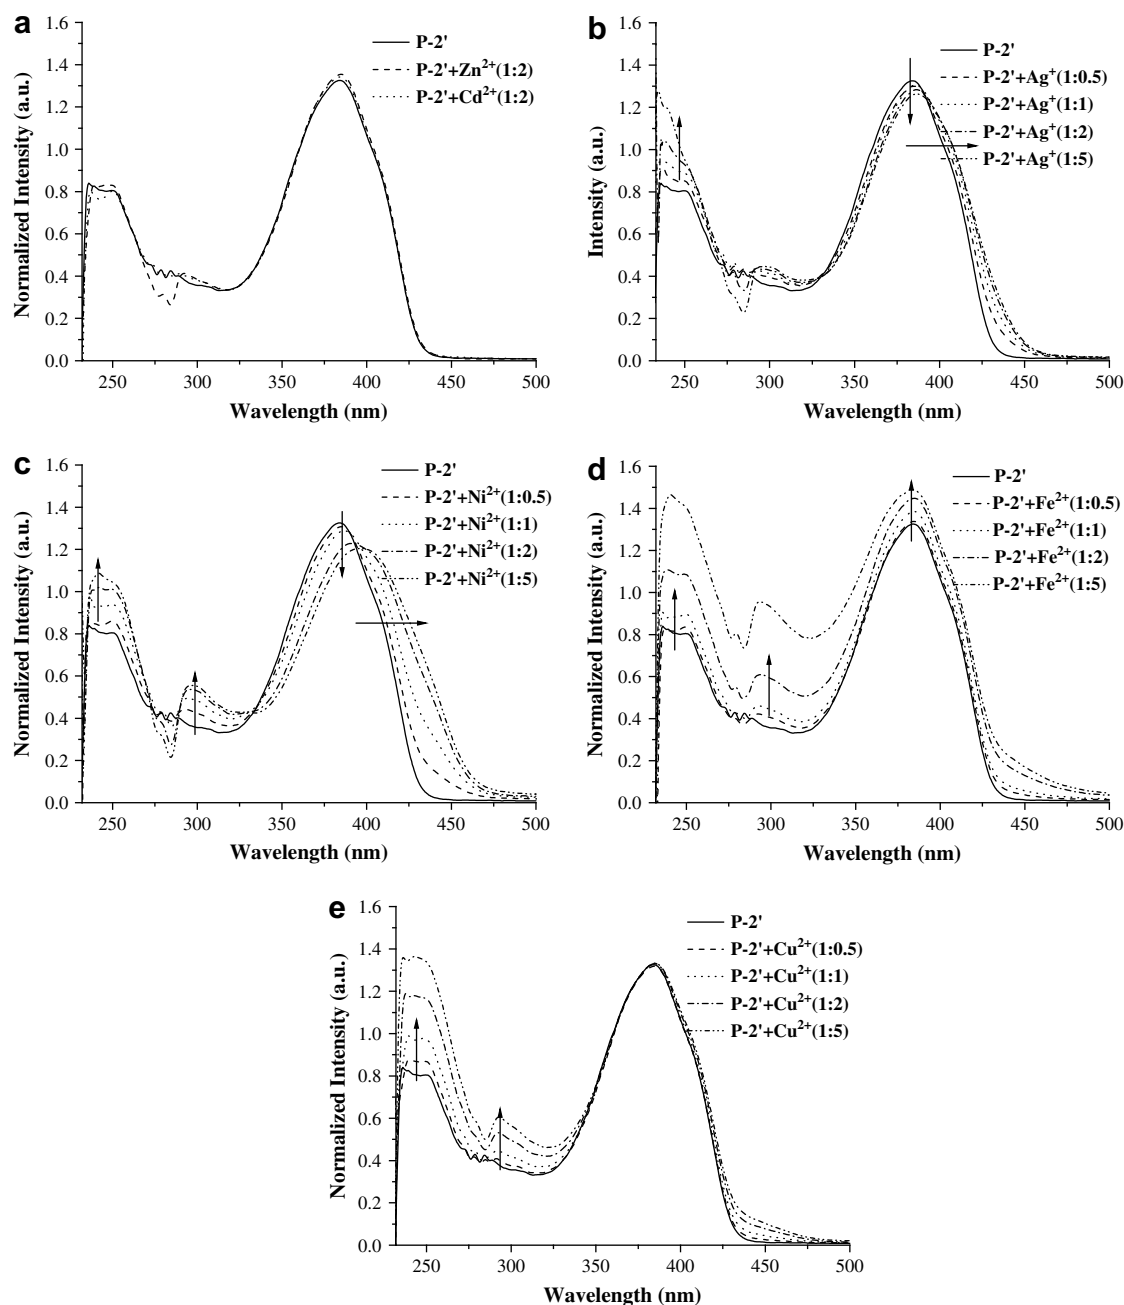 a
1.6
1.4
1.2
1.0
0.8
0.6
0.4
0.2
0.0
Normalized Intensity (a.u.)
P-2'
P-2'+Zn²⁺(1:2)
P-2'+Cd²⁺(1:2)
250 300 350 400 450 500
Wavelength (nm)
b
1.6
1.4
1.2
1.0
0.8
0.6
0.4
0.2
0.0
Intensity (a.u.)
P-2'
P-2'+Ag⁺(1:0.5)
P-2'+Ag⁺(1:1)
P-2'+Ag⁺(1:2)
P-2'+Ag⁺(1:5)
250 300 350 400 450 500
Wavelength (nm)
c
1.6
1.4
1.2
1.0
0.8
0.6
0.4
0.2
0.0
Normalized Intensity (a.u.)
P-2'
P-2'+Ni²⁺(1:0.5)
P-2'+Ni²⁺(1:1)
P-2'+Ni²⁺(1:2)
P-2'+Ni²⁺(1:5)
250 300 350 400 450 500
Wavelength (nm)
d
1.6
1.4
1.2
1.0
0.8
0.6
0.4
0.2
0.0
Normalized Intensity (a.u.)
P-2'
P-2'+Fe²⁺(1:0.5)
P-2'+Fe²⁺(1:1)
P-2'+Fe²⁺(1:2)
P-2'+Fe²⁺(1:5)
250 300 350 400 450 500
Wavelength (nm)
e
1.6
1.4
1.2
1.0
0.8
0.6
0.4
0.2
0.0
Normalized Intensity (a.u.)
P-2'
P-2'+Cu²⁺(1:0.5)
P-2'+Cu²⁺(1:1)
P-2'+Cu²⁺(1:2)
P-2'+Cu²⁺(1:5)
250 300 350 400 450 500
Wavelength (nm)